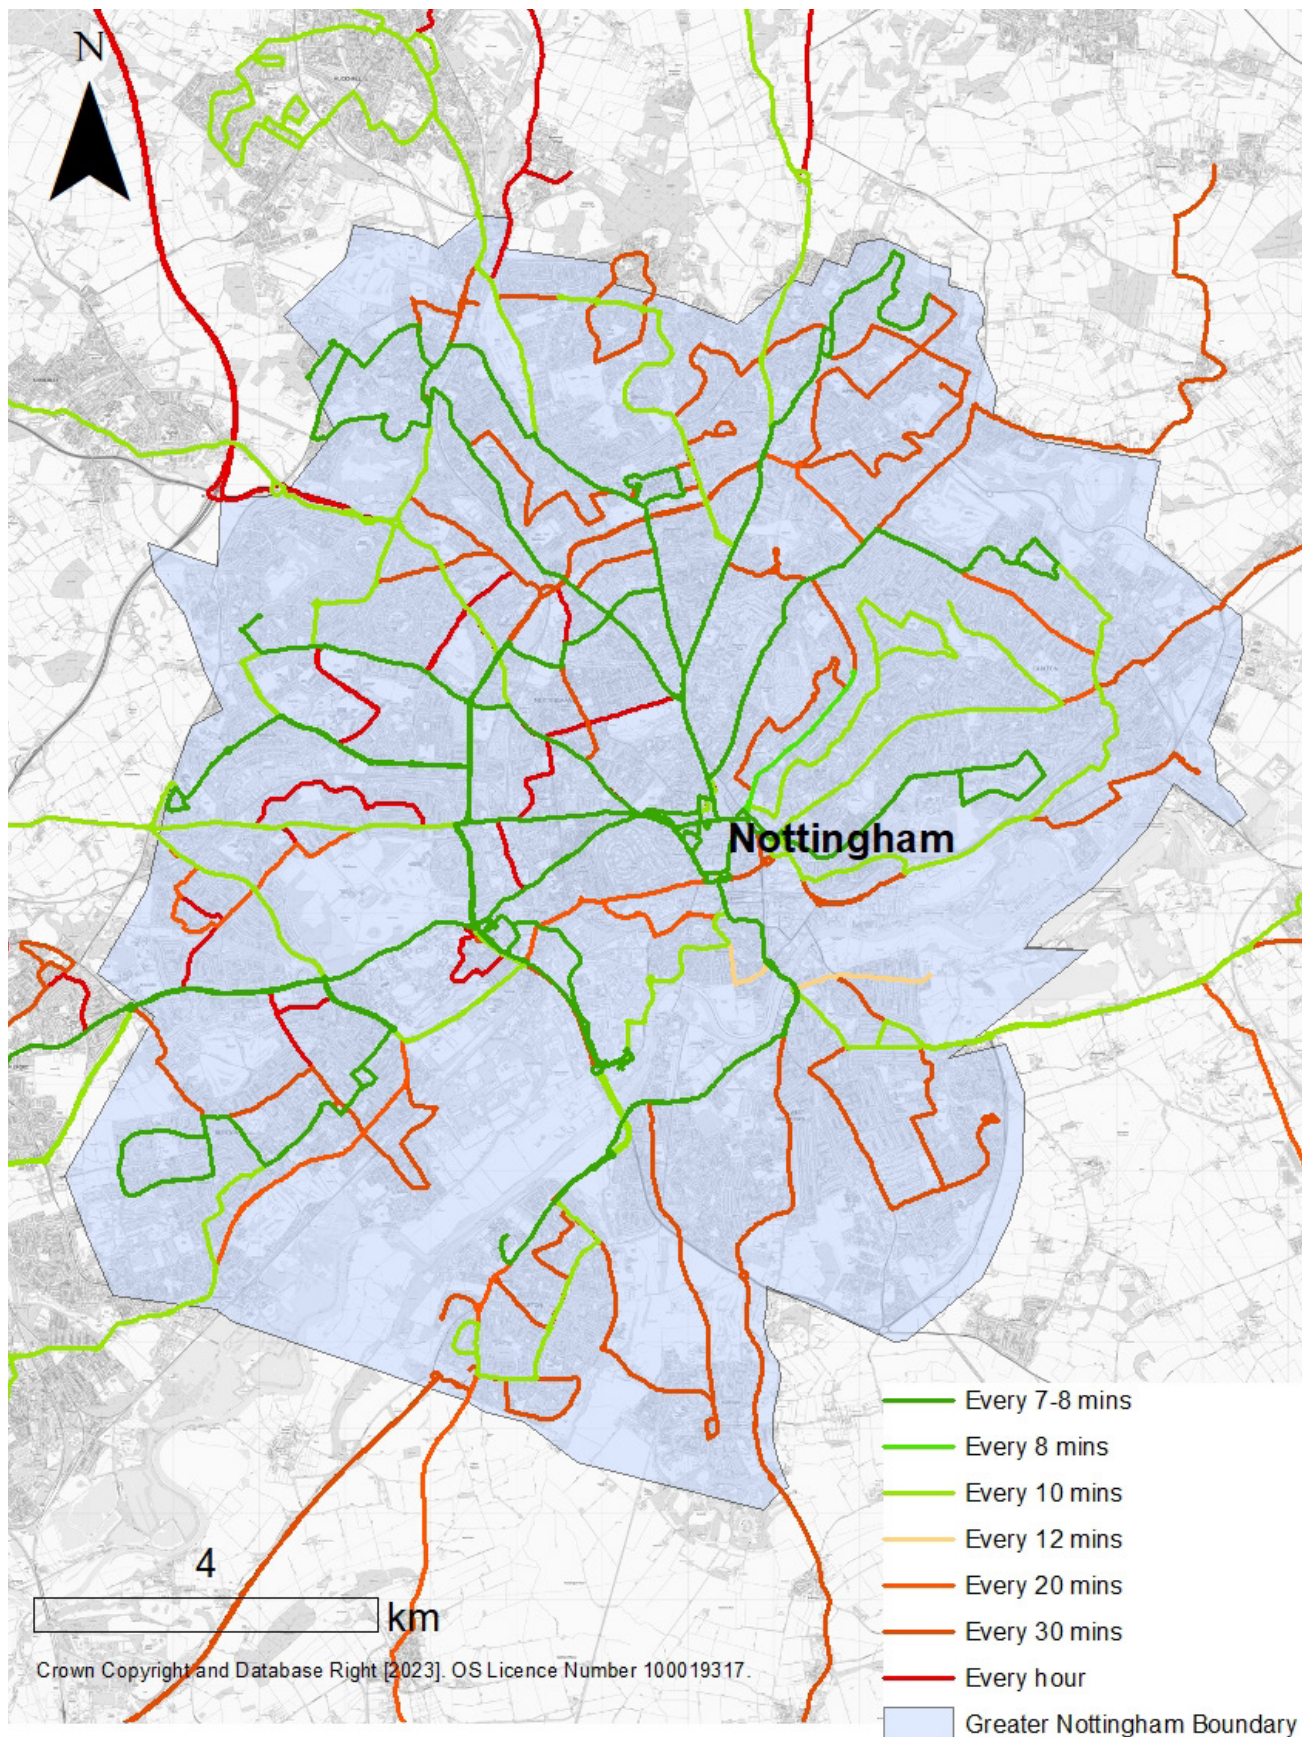 N
Nottingham
Every 7-8 mins
Every 8 mins
Every 10 mins
Every 12 mins
Every 20 mins
Every 30 mins
Every hour
Greater Nottingham Boundary
4
km
Crown Copyright and Database Right [2023]. OS Licence Number 100019317.